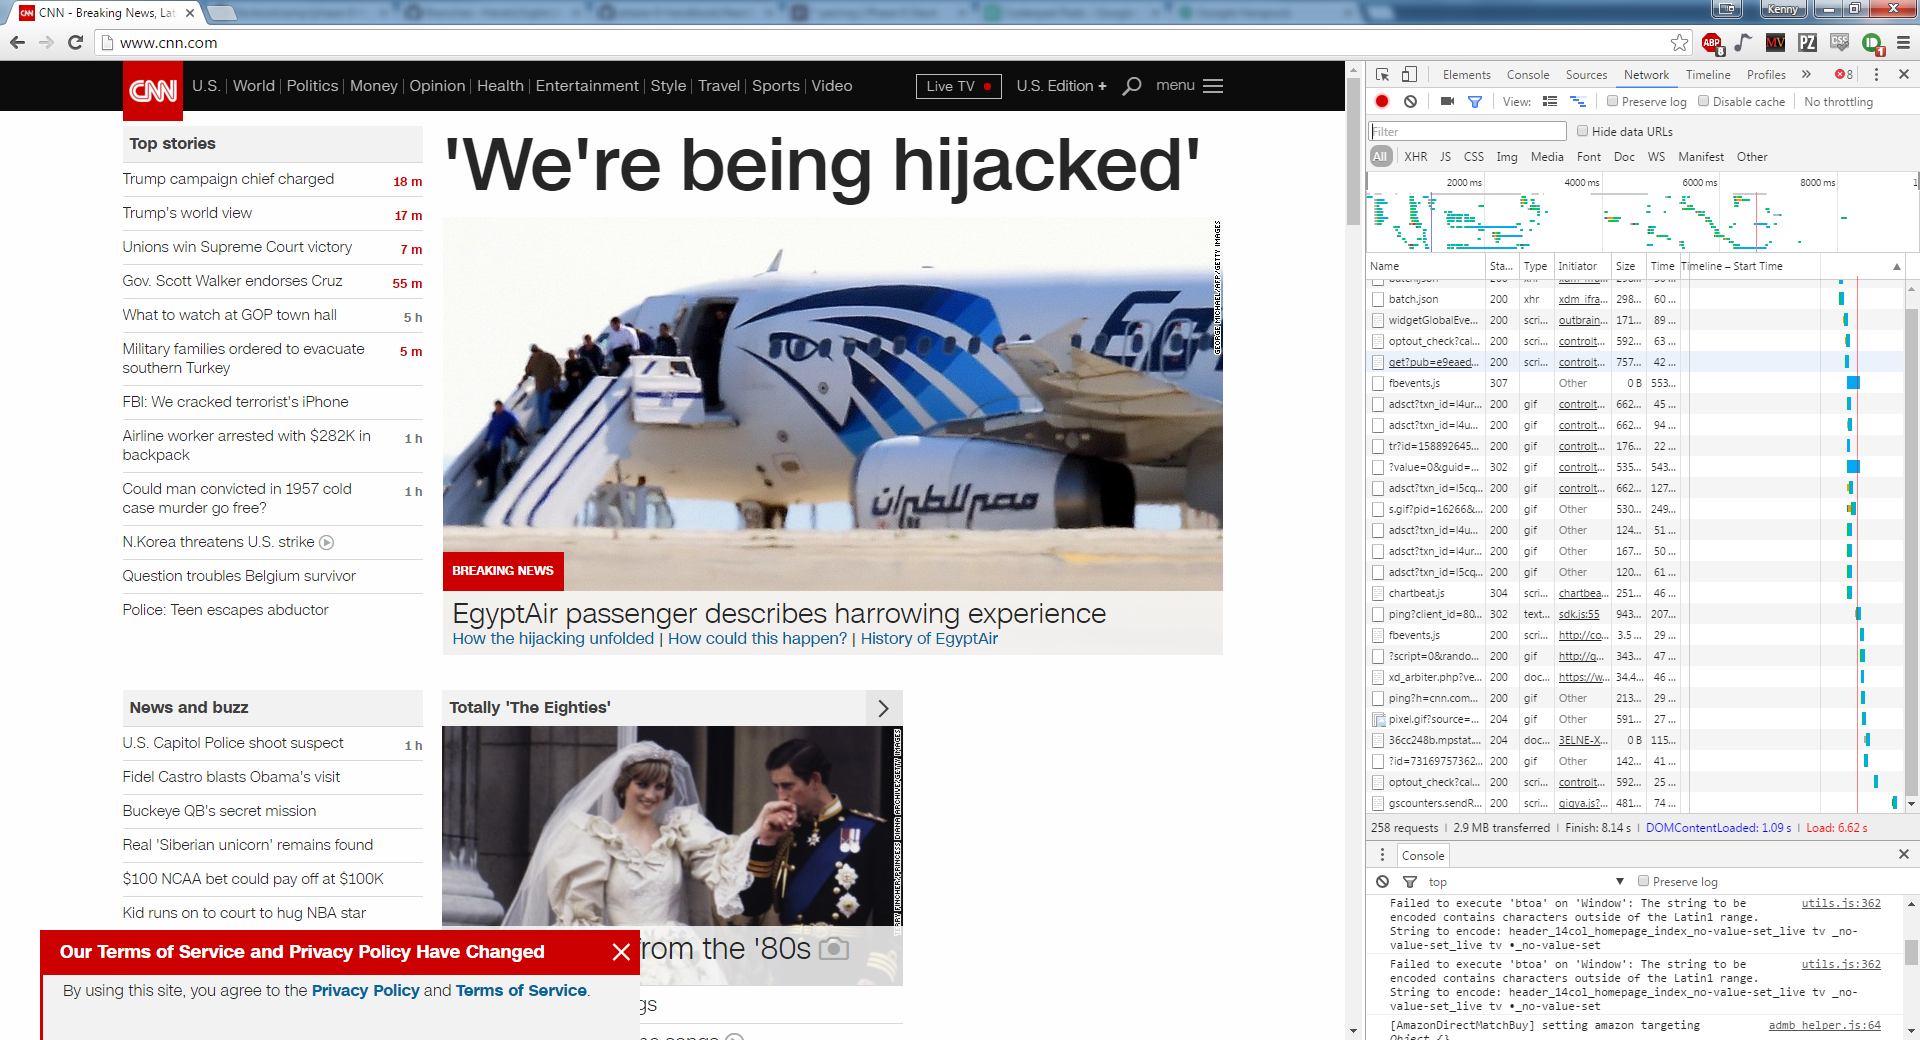 CNN - Breaking News, Lat
Kenny
www.cnn.com
CNN
U.S. | World | Politics | Money | Opinion | Health | Entertainment | Style | Travel | Sports | Video
Live TV
U.S. Edition +
menu
Top stories
Trump campaign chief charged 18 m
Trump's world view 17 m
Unions win Supreme Court victory 7 m
Gov. Scott Walker endorses Cruz 55 m
What to watch at GOP town hall 5 h
Military families ordered to evacuate 5 m
southern Turkey
FBI: We cracked terrorist's iPhone
Airline worker arrested with $282K in 1 h
backpack
Could man convicted in 1957 cold 1 h
case murder go free?
N.Korea threatens U.S. strike
Question troubles Belgium survivor
Police: Teen escapes abductor
'We're being hijacked'
GEORGE MICHAEL/AFP/GETTY IMAGES
مصر للطيران
BREAKING NEWS
EgyptAir passenger describes harrowing experience
How the hijacking unfolded | How could this happen? | History of EgyptAir
News and buzz
U.S. Capitol Police shoot suspect 1 h
Fidel Castro blasts Obama's visit
Buckeye QB's secret mission
Real 'Siberian unicorn' remains found
$100 NCAA bet could pay off at $100K
Kid runs on to court to hug NBA star
Totally 'The Eighties'
TERRY FINCHER/PRINCESS DIANA ARCHIVE/GETTY IMAGES
from the '80s
gs
Our Terms of Service and Privacy Policy Have Changed
By using this site, you agree to the Privacy Policy and Terms of Service.
Elements Console Sources Network Timeline Profiles » 8
View: Preserve log Disable cache No throttling
Filter
Hide data URLs
All XHR JS CSS Img Media Font Doc WS Manifest Other
2000 ms 4000 ms 6000 ms 8000 ms 1
Name Sta... Type Initiator Size Time Timeline – Start Time
batch.json 200 xhr xdm_ifra... 298... 60 ...
widgetGlobalEve... 200 scri... outbrain... 171... 89 ...
optout_check?cal... 200 scri... controlt... 592... 63 ...
get?pub=e9eaed... 200 scri... controlt... 757... 42 ...
fbevents.js 307 Other 0 B 553...
adsct?txn_id=l4ur... 200 gif controlt... 662... 45 ...
adsct?txn_id=l4u... 200 gif controlt... 662... 94 ...
tr?id=158892645... 200 gif controlt... 176... 22 ...
?value=0&guid=... 302 gif controlt... 535... 543...
adsct?txn_id=l5cq... 200 gif controlt... 662... 127...
s.gif?pid=16266&... 200 gif Other 530... 249...
adsct?txn_id=l4u... 200 gif Other 124... 51 ...
adsct?txn_id=l4ur... 200 gif Other 167... 50 ...
adsct?txn_id=l5cq... 200 gif Other 120... 61 ...
chartbeat.js 304 scri... chartbea... 251... 46 ...
ping?client_id=80... 302 text... sdk.js:55 943... 207...
fbevents.js 200 scri... http://co... 3.5 ... 29 ...
?script=0&rando... 200 gif http://g... 343... 47 ...
xd_arbiter.php?ve... 200 doc... https://w... 34.4... 46 ...
ping?h=cnn.com... 200 gif Other 213... 29 ...
pixel.gif?source=... 204 gif Other 591... 27 ...
36cc248b.mpstat... 204 doc... 3ELNE-X... 0 B 115...
?id=73169757362... 200 gif Other 142... 41 ...
optout_check?cal... 200 scri... controlt... 592... 25 ...
gscounters.sendR... 200 scri... gigya.js?... 481... 74 ...
258 requests | 2.9 MB transferred | Finish: 8.14 s | DOMContentLoaded: 1.09 s | Load: 6.62 s
Console
top Preserve log
Failed to execute 'btoa' on 'Window': The string to be utils.js:362
encoded contains characters outside of the Latin1 range.
String to encode: header_14col_homepage_index_no-value-set_live tv _no-
value-set_live tv •_no-value-set
Failed to execute 'btoa' on 'Window': The string to be utils.js:362
encoded contains characters outside of the Latin1 range.
String to encode: header_14col_homepage_index_no-value-set_live tv _no-
value-set_live tv •_no-value-set
[AmazonDirectMatchBuy] setting amazon targeting admb_helper.js:64
Object {}